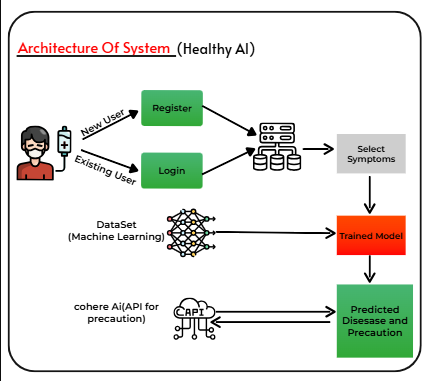 Architecture Of System (Healthy AI)
New User
Register
Existing User
Login
Select
Symptoms
DataSet
(Machine Learning)
Trained Model
cohere Ai(API for
precaution)
API
Predicted
Disesase and
Precaution